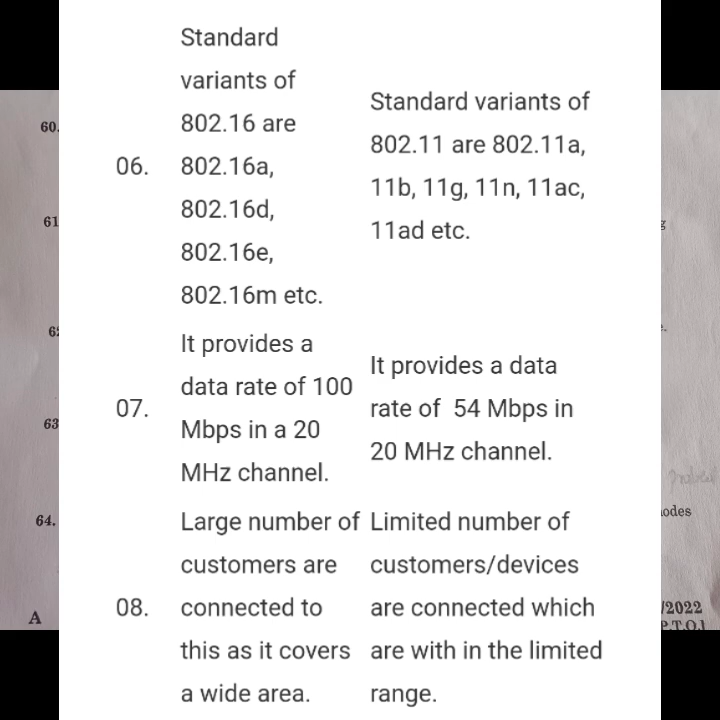 60.
61
63
64.
A
06.
Standard
variants of
802.16 are
802.16a,
802.16d,
802.16e,
802.16m etc.
Standard variants of
802.11 are 802.11a,
11b, 11g, 11n, 11ac,
11ad etc.
07.
It provides a
data rate of 100
Mbps in a 20
MHz channel.
It provides a data
rate of 54 Mbps in
20 MHz channel.
08.
Large number of
customers are
connected to
this as it covers
a wide area.
Limited number of
customers/devices
are connected which
are with in the limited
range.
odes
/2022
P.T.O.]